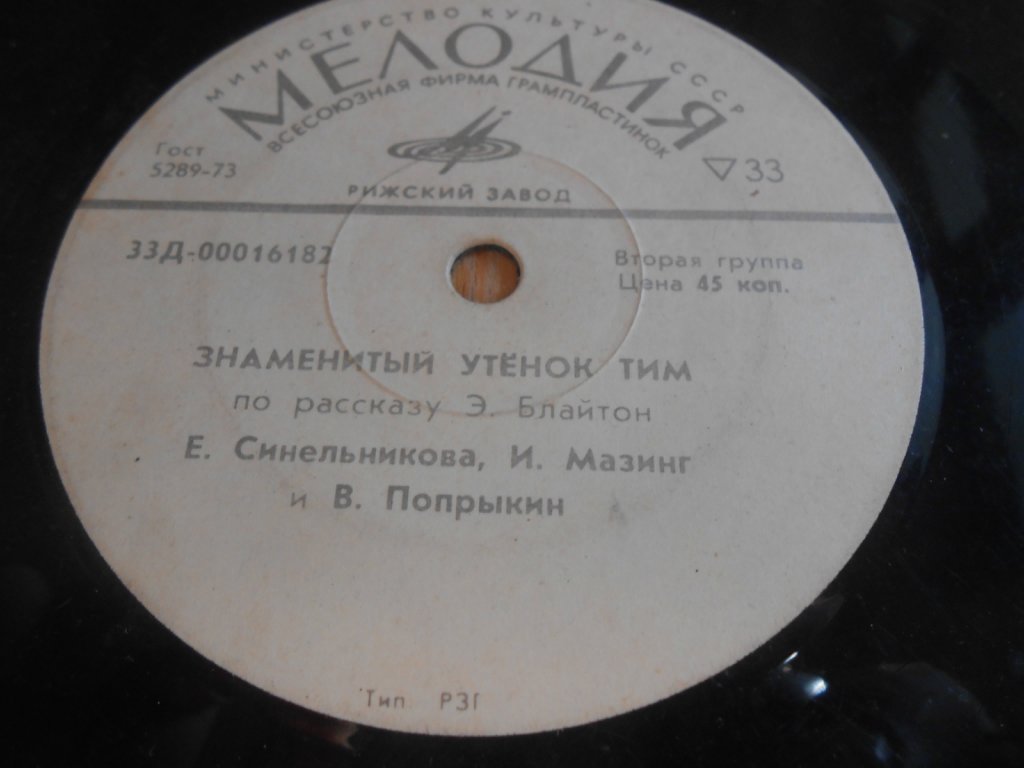 МИНИСТЕРСТВО КУЛЬТУРЫ СССР
МЕЛОДИЯ
ВСЕСОЮЗНАЯ ФИРМА ГРАМПЛАСТИНОК
Гост
5289-73
▽33
РИЖСКИЙ ЗАВОД
33Д-00016182
Вторая группа
Цена 45 коп.
ЗНАМЕНИТЫЙ УТЁНОК ТИМ
по рассказу Э. Блайтон
Е. Синельникова, И. Мазинг
и В. Попрыкин
Тип. РЗГ